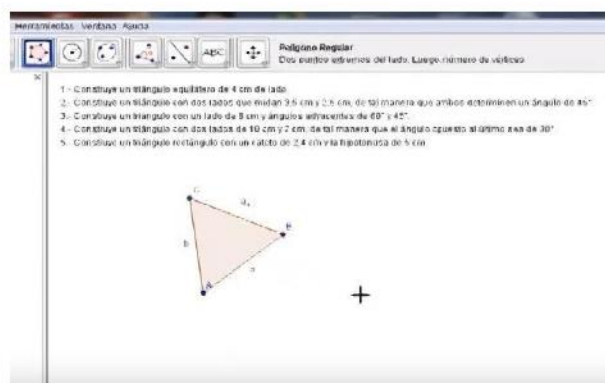 Herramientas Ventana Ayuda
ABC
Polígono Regular
Dos puntos extremos del lado. Luego, número de vértices
1.- Construye un triángulo equilátero de 4 cm de lado
2.- Construye un triángulo con dos lados que midan 3,5 cm y 2,5 cm, de tal manera que ambos determinen un ángulo de 45°.
3.- Construye un triángulo con un lado de 8 cm y ángulos adyacentes de 60° y 45°.
4.- Construye un triángulo con dos lados de 10 cm y 7 cm, de tal manera que el ángulo opuesto al último sea de 30°
5.- Construye un triángulo rectángulo con un cateto de 2,4 cm y la hipotenusa de 5 cm
C
B
b
A